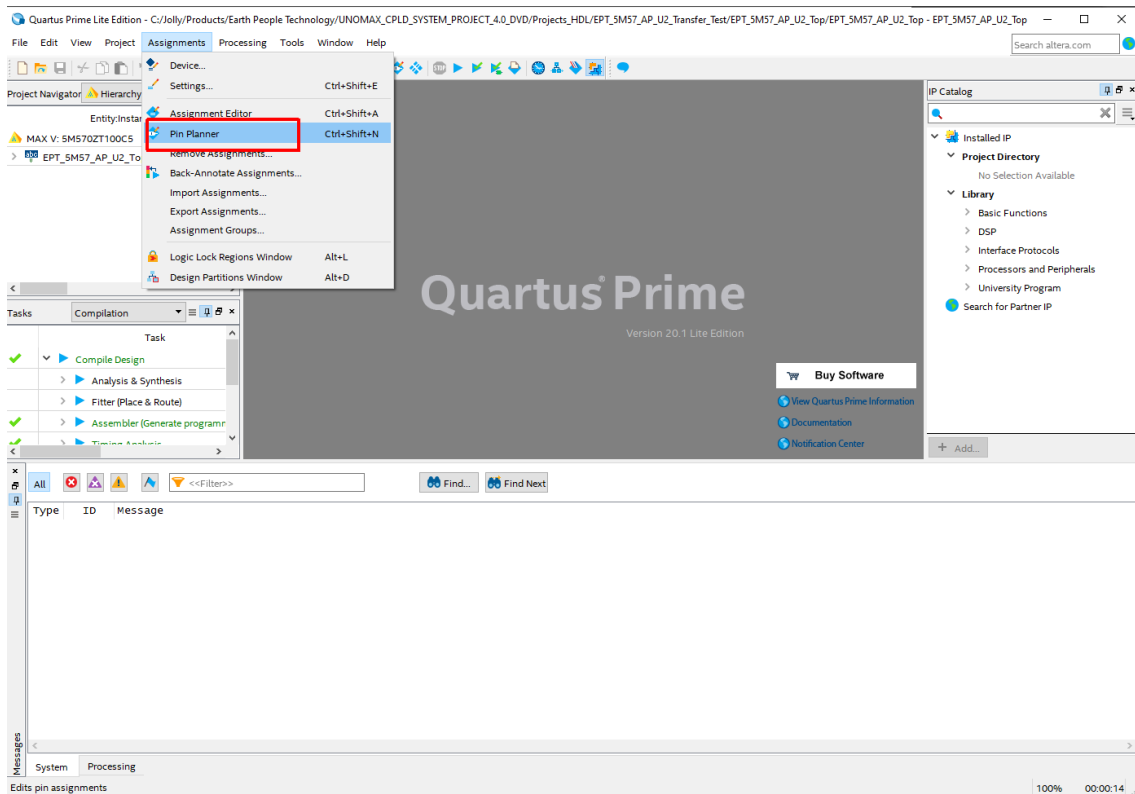 Quartus Prime Lite Edition - C:/Jolly/Products/Earth People Technology/UNOMAX_CPLD_SYSTEM_PROJECT_4.0_DVD/Projects_HDL/EPT_5M57_AP_U2_Transfer_Test/EPT_5M57_AP_U2_Top/EPT_5M57_AP_U2_Top - EPT_5M57_AP_U2_Top
File Edit View Project Assignments Processing Tools Window Help
Search altera.com
Device...
Settings... Ctrl+Shift+E
Assignment Editor Ctrl+Shift+A
Pin Planner Ctrl+Shift+N
Remove Assignments...
Back-Annotate Assignments...
Import Assignments...
Export Assignments...
Assignment Groups...
Logic Lock Regions Window Alt+L
Design Partitions Window Alt+D
STOP
Project Navigator Hierarchy
Entity:Instar
MAX V: 5M570ZT100C5
abc EPT_5M57_AP_U2_To
IP Catalog
Installed IP
Project Directory
No Selection Available
Library
Basic Functions
DSP
Interface Protocols
Processors and Peripherals
University Program
Search for Partner IP
+ Add...
Tasks Compilation
Task
Compile Design
Analysis & Synthesis
Fitter (Place & Route)
Assembler (Generate programr
Timing Analysis
Quartus® Prime
Version 20.1 Lite Edition
Buy Software
View Quartus Prime Information
Documentation
Notification Center
All <<Filter>> Find... Find Next
Type ID Message
Messages
System Processing
Edits pin assignments 100% 00:00:14